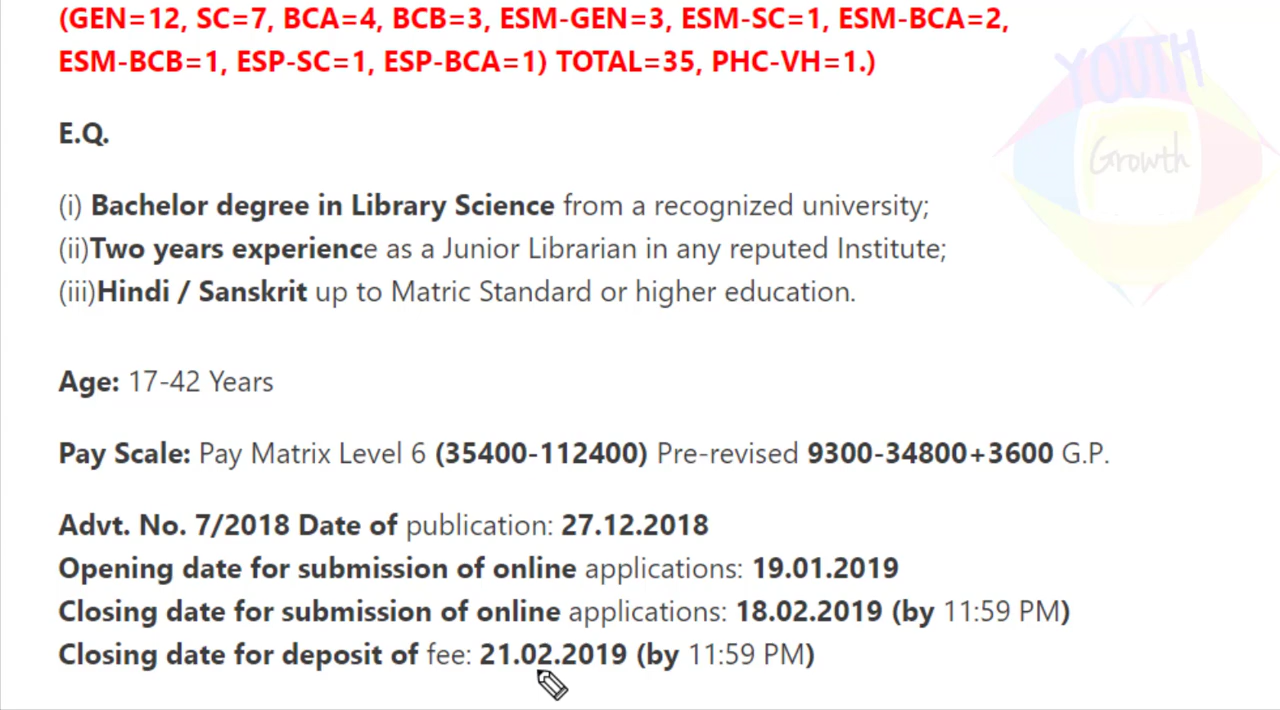 (GEN=12, SC=7, BCA=4, BCB=3, ESM-GEN=3, ESM-SC=1, ESM-BCA=2,
ESM-BCB=1, ESP-SC=1, ESP-BCA=1) TOTAL=35, PHC-VH=1.)
YOUTH
Growth
E.Q.
(i) Bachelor degree in Library Science from a recognized university;
(ii)Two years experience as a Junior Librarian in any reputed Institute;
(iii)Hindi / Sanskrit up to Matric Standard or higher education.
Age: 17-42 Years
Pay Scale: Pay Matrix Level 6 (35400-112400) Pre-revised 9300-34800+3600 G.P.
Advt. No. 7/2018 Date of publication: 27.12.2018
Opening date for submission of online applications: 19.01.2019
Closing date for submission of online applications: 18.02.2019 (by 11:59 PM)
Closing date for deposit of fee: 21.02.2019 (by 11:59 PM)